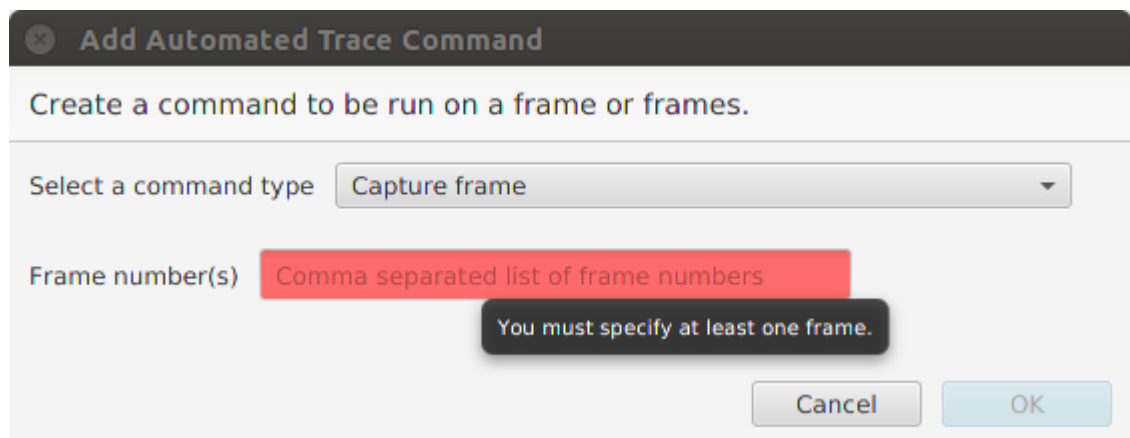 Add Automated Trace Command
Create a command to be run on a frame or frames.
Select a command type Capture frame
Frame number(s) Comma separated list of frame numbers
You must specify at least one frame.
Cancel OK